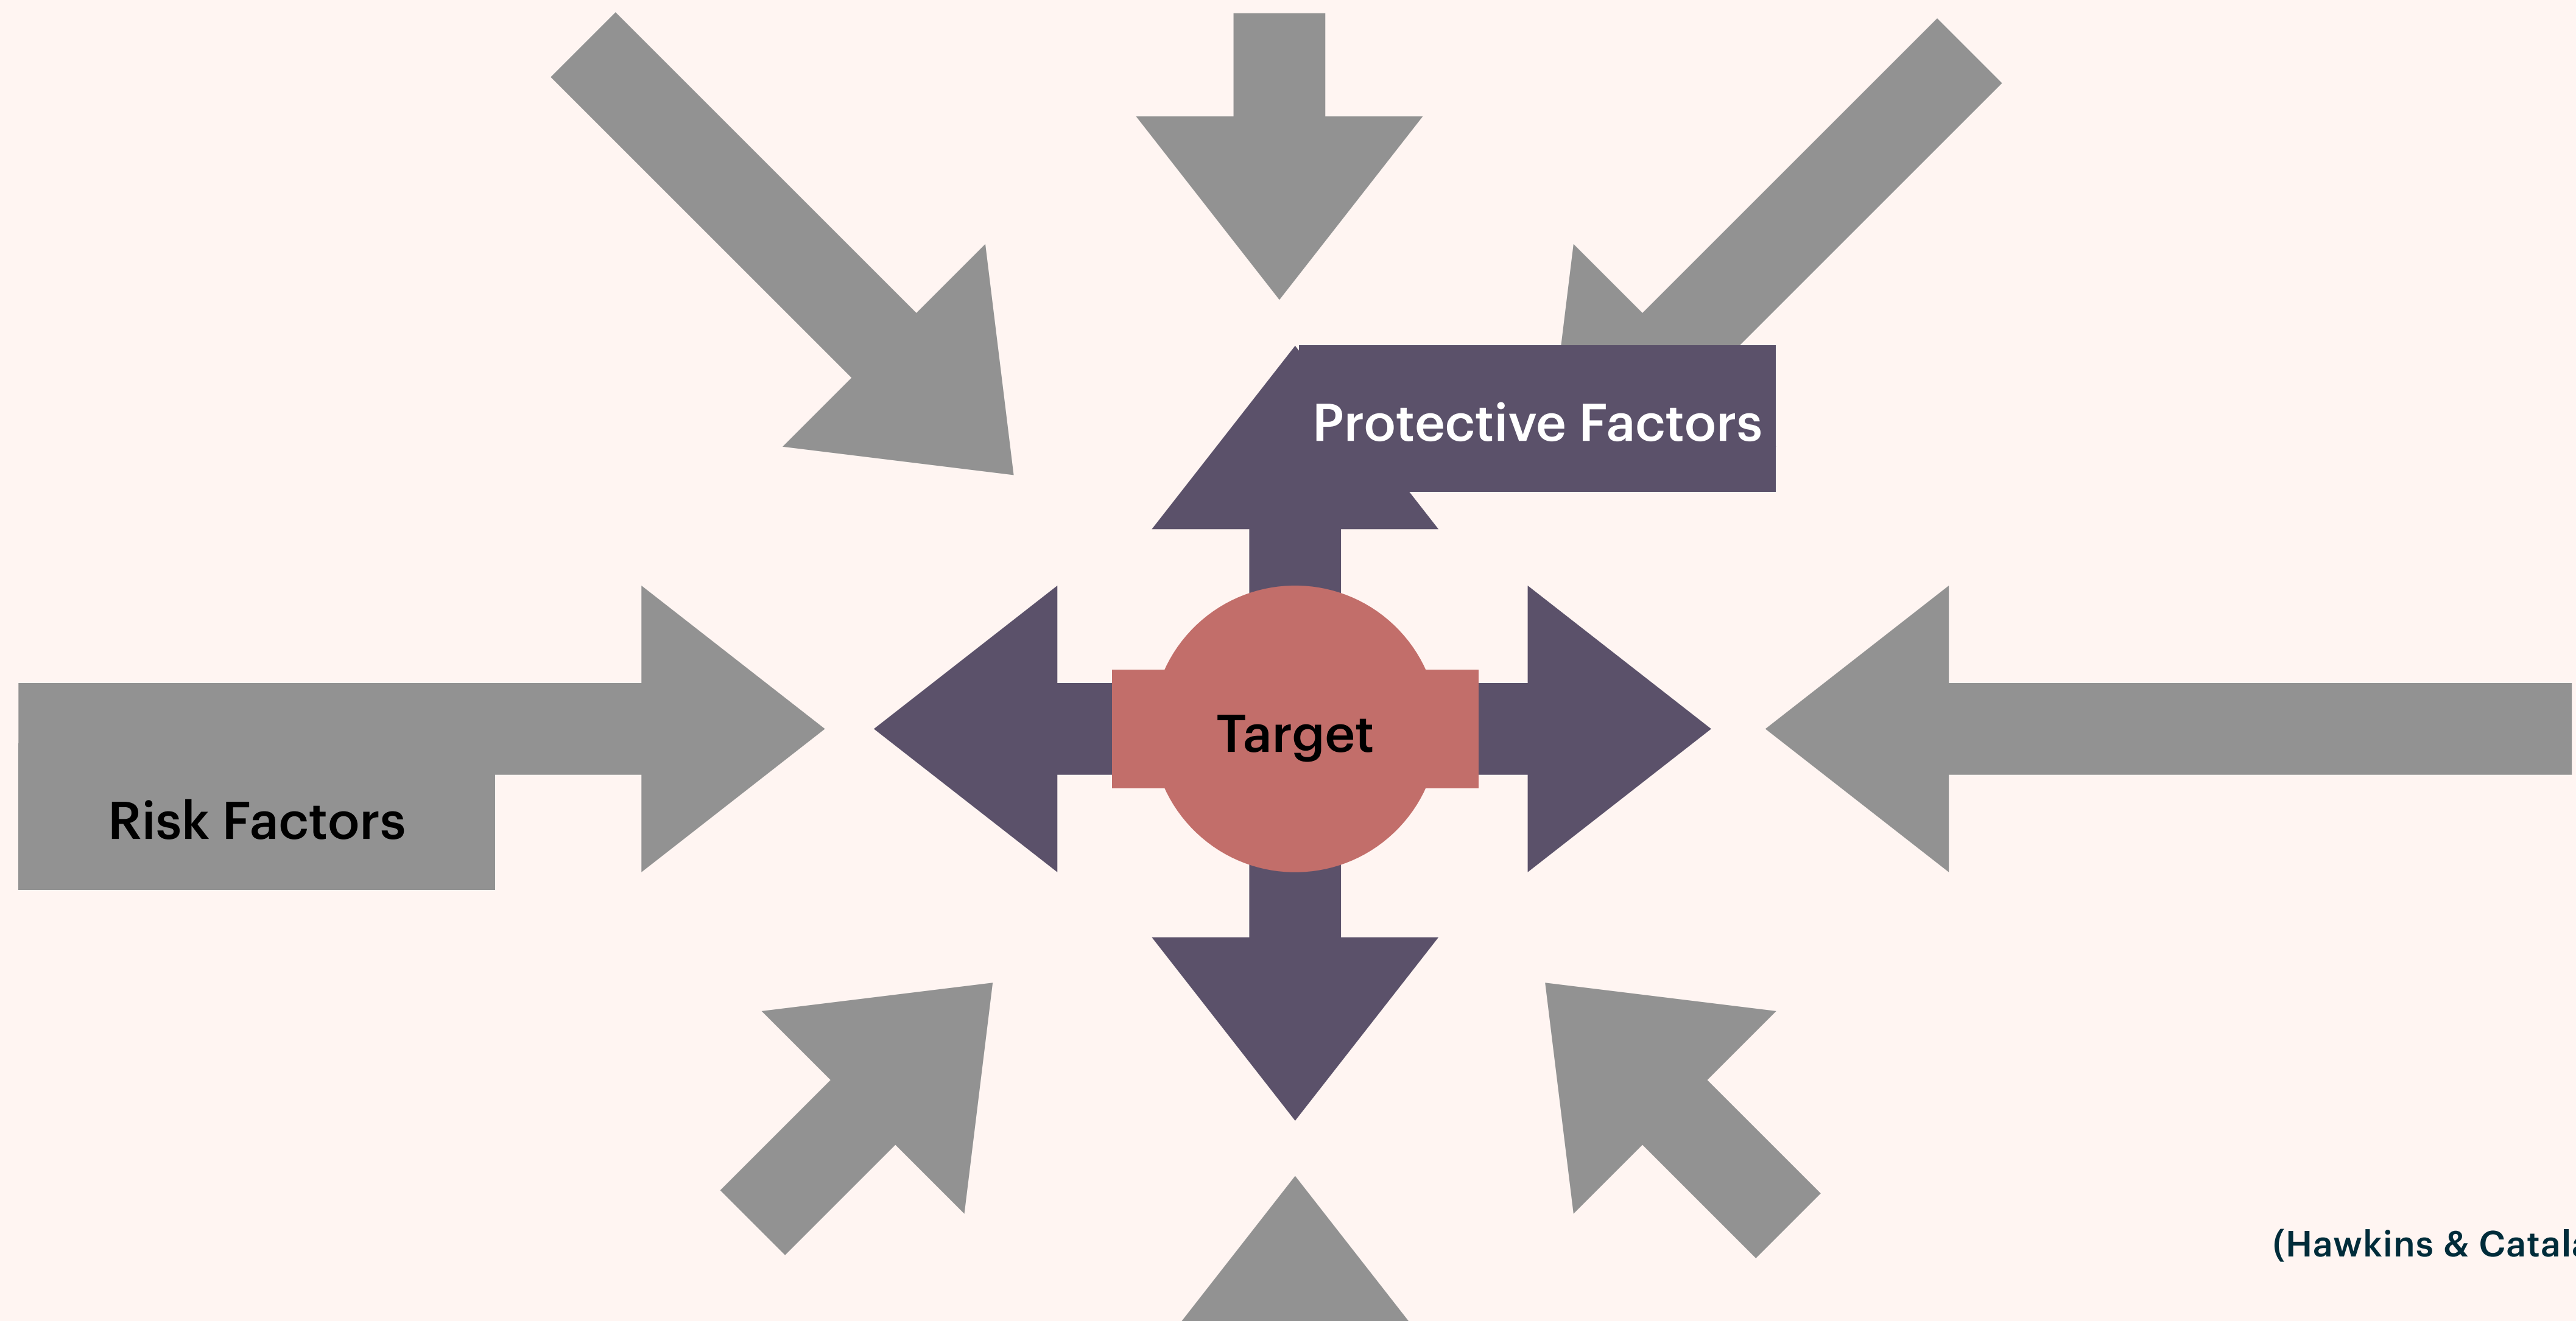 Protective Factors
Target
Risk Factors
(Hawkins &